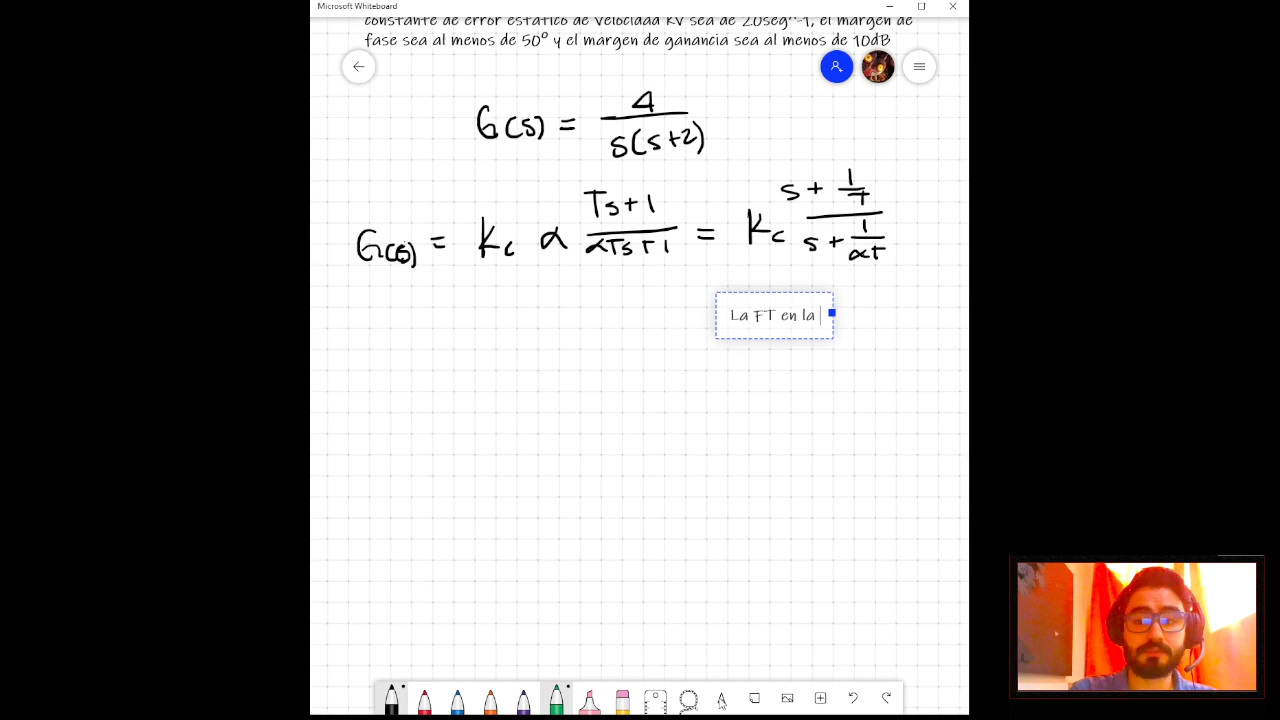 Microsoft Whiteboard
constante de error estático de velociada Kv sea de 20seg^-1, el margen de
fase sea al menos de 50° y el margen de ganancia sea al menos de 10dB
G(s) = 4 / s(s+2)
G(s) = Kc α Ts+1 / αTs+1 = Kc s + 1/T / s + 1/αT
La FT en la